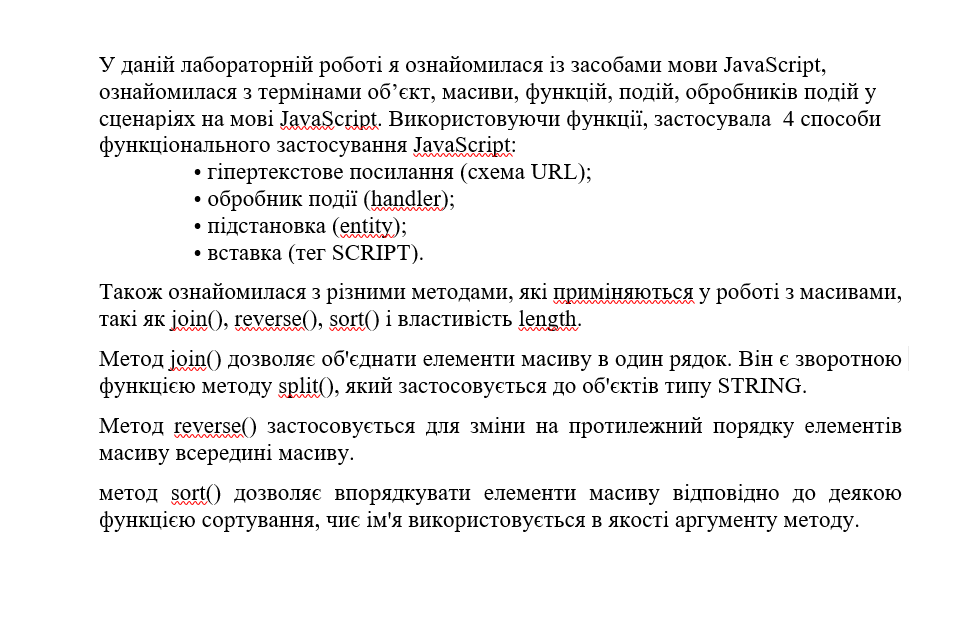 У даній лабораторній роботі я ознайомилася із засобами мови JavaScript,
ознайомилася з термінами об’єкт, масиви, функцій, подій, обробників подій у
сценаріях на мові JavaScript. Використовуючи функції, застосувала  4 способи
функціонального застосування JavaScript:
• гіпертекстове посилання (схема URL);
• обробник події (handler);
• підстановка (entity);
• вставка (тег SCRIPT).
Також ознайомилася з різними методами, які приміняються у роботі з масивами,
такі як join(), reverse(), sort() і властивість length.
Метод join() дозволяє об'єднати елементи масиву в один рядок. Він є зворотною
функцією методу split(), який застосовується до об'єктів типу STRING.
Метод reverse() застосовується для зміни на протилежний порядку елементів
масиву всередині масиву.
метод sort() дозволяє впорядкувати елементи масиву відповідно до деякою
функцією сортування, чиє ім'я використовується в якості аргументу методу.